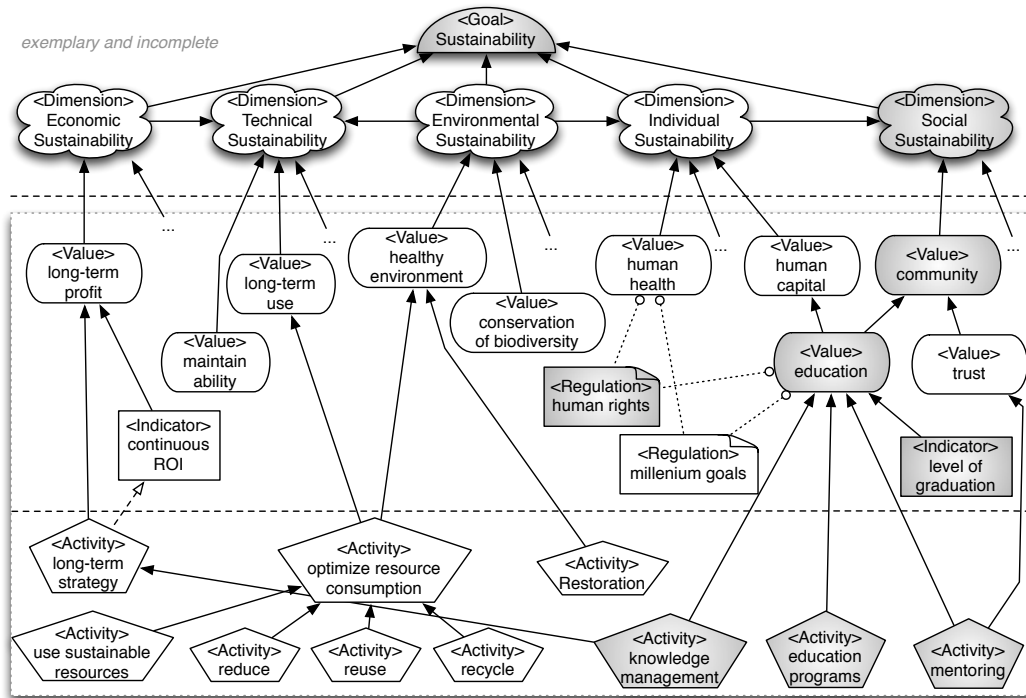 <Goal>
Sustainability
exemplary and incomplete
<Dimension>
Economic
Sustainability
<Dimension>
Technical
Sustainability
<Dimension>
Environmental
Sustainability
<Dimension>
Individual
Sustainability
<Dimension>
Social
Sustainability
...
...
...
...
...
<Value>
long-term
profit
<Value>
long-term
use
<Value>
healthy
environment
<Value>
human
health
<Value>
human
capital
<Value>
community
<Value>
maintain
ability
<Value>
conservation
of biodiversity
<Value>
education
<Value>
trust
<Regulation>
human rights
<Indicator>
continuous
ROI
<Regulation>
millenium goals
<Indicator>
level of
graduation
<Activity>
long-term
strategy
<Activity>
optimize resource
consumption
<Activity>
Restoration
<Activity>
use sustainable
resources
<Activity>
reduce
<Activity>
reuse
<Activity>
recycle
<Activity>
knowledge
management
<Activity>
education
programs
<Activity>
mentoring